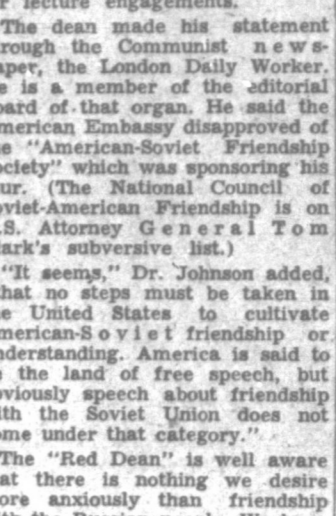 r lecture engagements.
The dean made his statement
rough the Communist news-
aper, the London Daily Worker.
e is a member of the editorial
oard of that organ. He said the
merican Embassy disapproved of
e "American-Soviet Friendship
ociety" which was sponsoring his
our. (The National Council of
oviet-American Friendship is on
.S. Attorney General Tom
lark's subversive list.)
"It seems," Dr. Johnson added,
hat no steps must be taken in
e United States to cultivate
merican-Soviet friendship or
nderstanding. America is said to
e the land of free speech, but
viously speech about friendship
ith the Soviet Union does not
ome under that category."
The "Red Dean" is well aware
at there is nothing we desire
ore anxiously than friendship